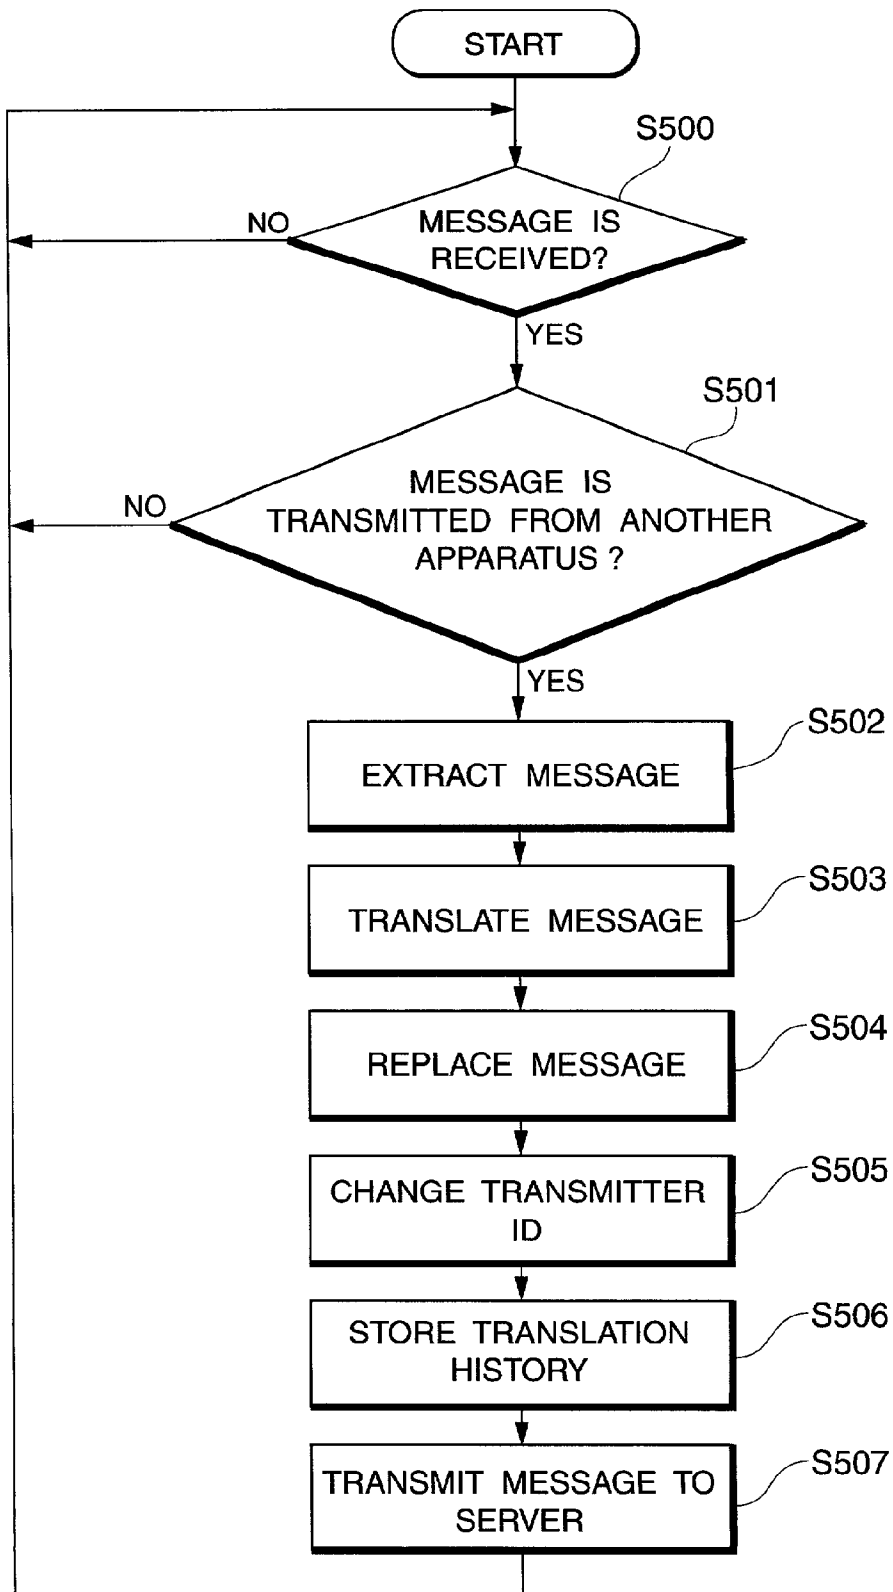 START
S500
MESSAGE IS
RECEIVED?
NO
YES
S501
MESSAGE IS
TRANSMITTED FROM ANOTHER
APPARATUS ?
NO
YES
S502
EXTRACT MESSAGE
S503
TRANSLATE MESSAGE
S504
REPLACE MESSAGE
S505
CHANGE TRANSMITTER
ID
S506
STORE TRANSLATION
HISTORY
S507
TRANSMIT MESSAGE TO
SERVER